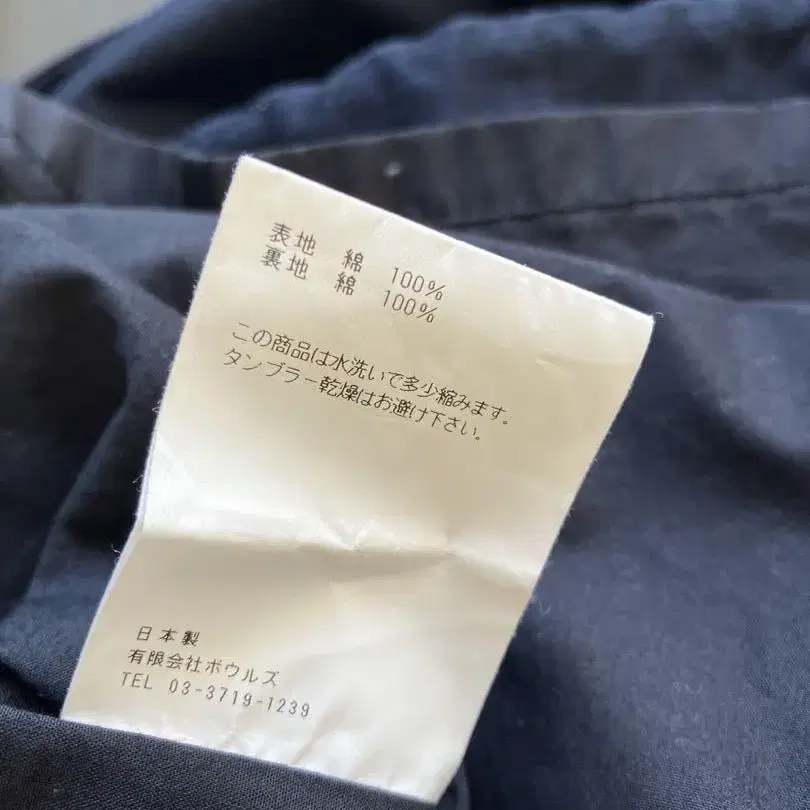 表地 綿 100%
裏地 綿 100%
この商品は水洗いで多少縮みます。
タンブラー乾燥はお避け下さい。
日本製
有限会社ボウルズ
TEL 03-3719-1239